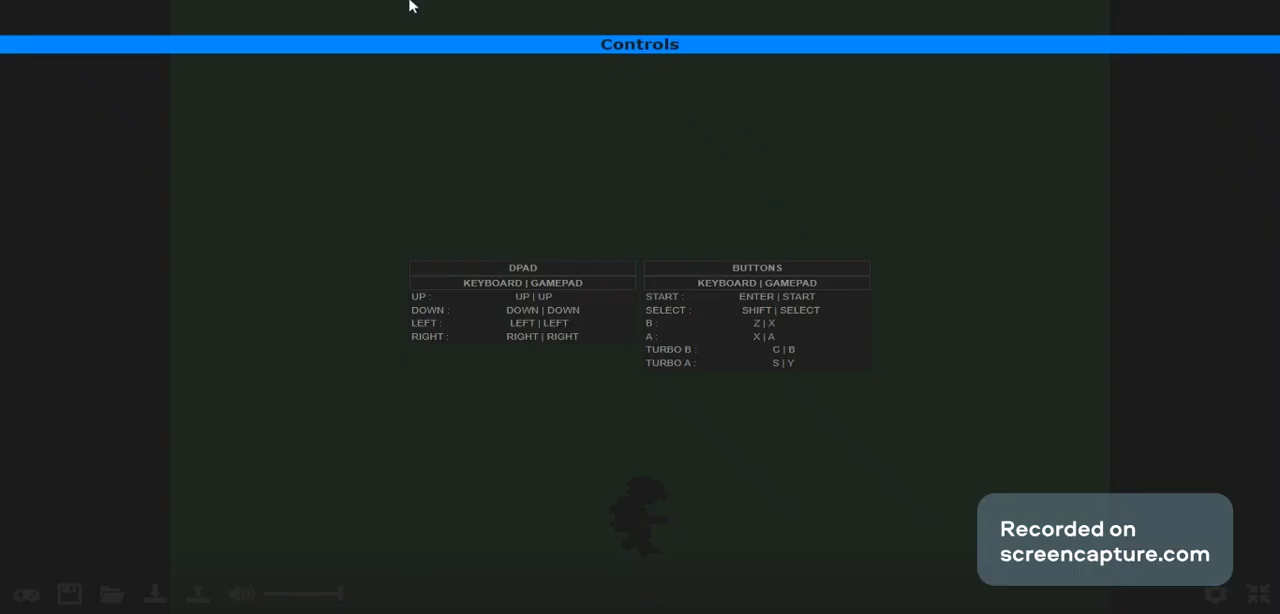 Controls
DPAD
KEYBOARD | GAMEPAD
UP : UP | UP
DOWN : DOWN | DOWN
LEFT : LEFT | LEFT
RIGHT : RIGHT | RIGHT
BUTTONS
KEYBOARD | GAMEPAD
START : ENTER | START
SELECT : SHIFT | SELECT
B : Z | X
A : X | A
TURBO B : C | B
TURBO A : S | Y
Recorded on
screencapture.com